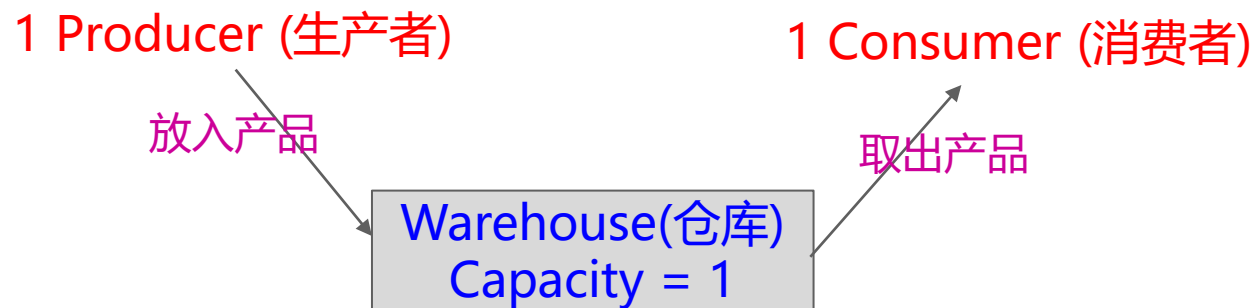 1 Producer (生产者)
1 Consumer (消费者)
放入产品
取出产品
Warehouse(仓库)
Capacity = 1